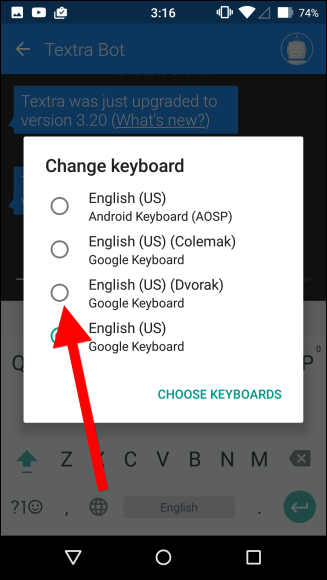 3:16
74%
Textra Bot
Textra was just upgraded to
version 3.20 (What's new?)
Change keyboard
English (US)
Android Keyboard (AOSP)
English (US) (Colemak)
Google Keyboard
English (US) (Dvorak)
Google Keyboard
English (US)
Google Keyboard
CHOOSE KEYBOARDS
Q
P
0
Z X C V B N M
?1☺ , English .